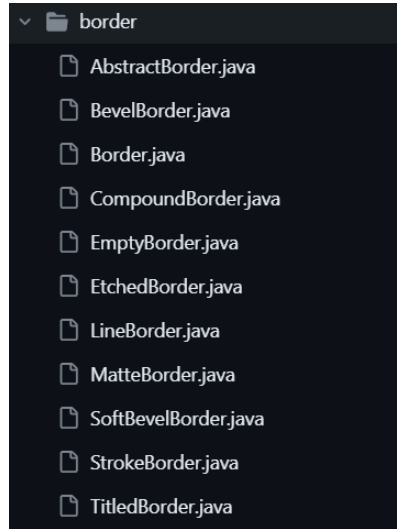 border
AbstractBorder.java
BevelBorder.java
Border.java
CompoundBorder.java
EmptyBorder.java
EtchedBorder.java
LineBorder.java
MatteBorder.java
SoftBevelBorder.java
StrokeBorder.java
TitledBorder.java